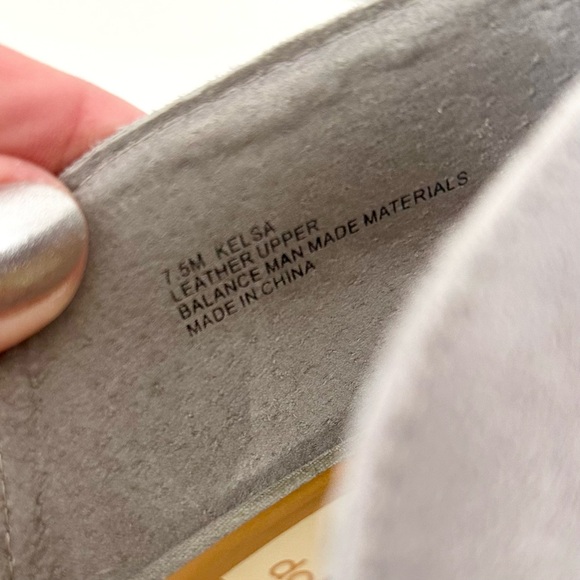 7.5M KELSA
LEATHER UPPER
BALANCE MAN MADE MATERIALS
MADE IN CHINA